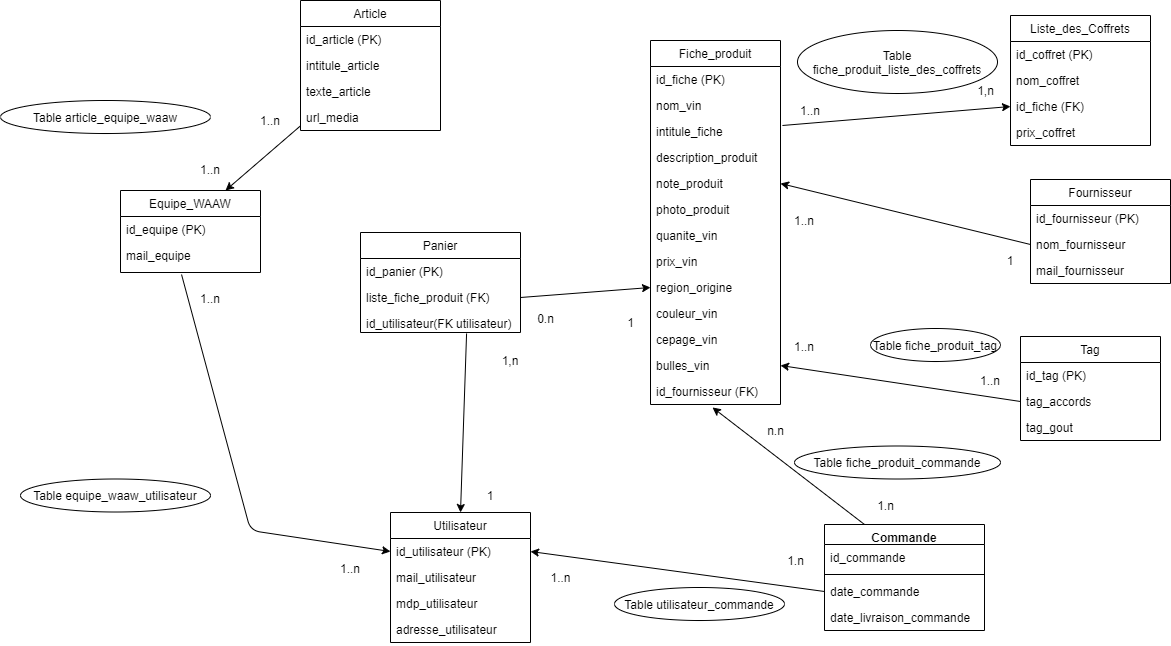 Article
id_article (PK)
intitule_article
texte_article
url_media
Table article_equipe_waaw
1..n
1..n
Equipe_WAAW
id_equipe (PK)
mail_equipe
1..n
Table equipe_waaw_utilisateur
1..n
Panier
id_panier (PK)
liste_fiche_produit (FK)
id_utilisateur(FK utilisateur)
0.n
1
1,n
1
Utilisateur
id_utilisateur (PK)
mail_utilisateur
mdp_utilisateur
adresse_utilisateur
Fiche_produit
id_fiche (PK)
nom_vin
intitule_fiche
description_produit
note_produit
photo_produit
quanite_vin
prix_vin
region_origine
couleur_vin
cepage_vin
bulles_vin
id_fournisseur (FK)
Table
fiche_produit_liste_des_coffrets
1..n
1,n
Liste_des_Coffrets
id_coffret (PK)
nom_coffret
id_fiche (FK)
prix_coffret
Fournisseur
id_fournisseur (PK)
nom_fournisseur
mail_fournisseur
1..n
1
Table fiche_produit_tag
1..n
1..n
Tag
id_tag (PK)
tag_accords
tag_gout
n.n
Table fiche_produit_commande
1.n
Commande
id_commande
date_commande
date_livraison_commande
1.n
1..n
Table utilisateur_commande